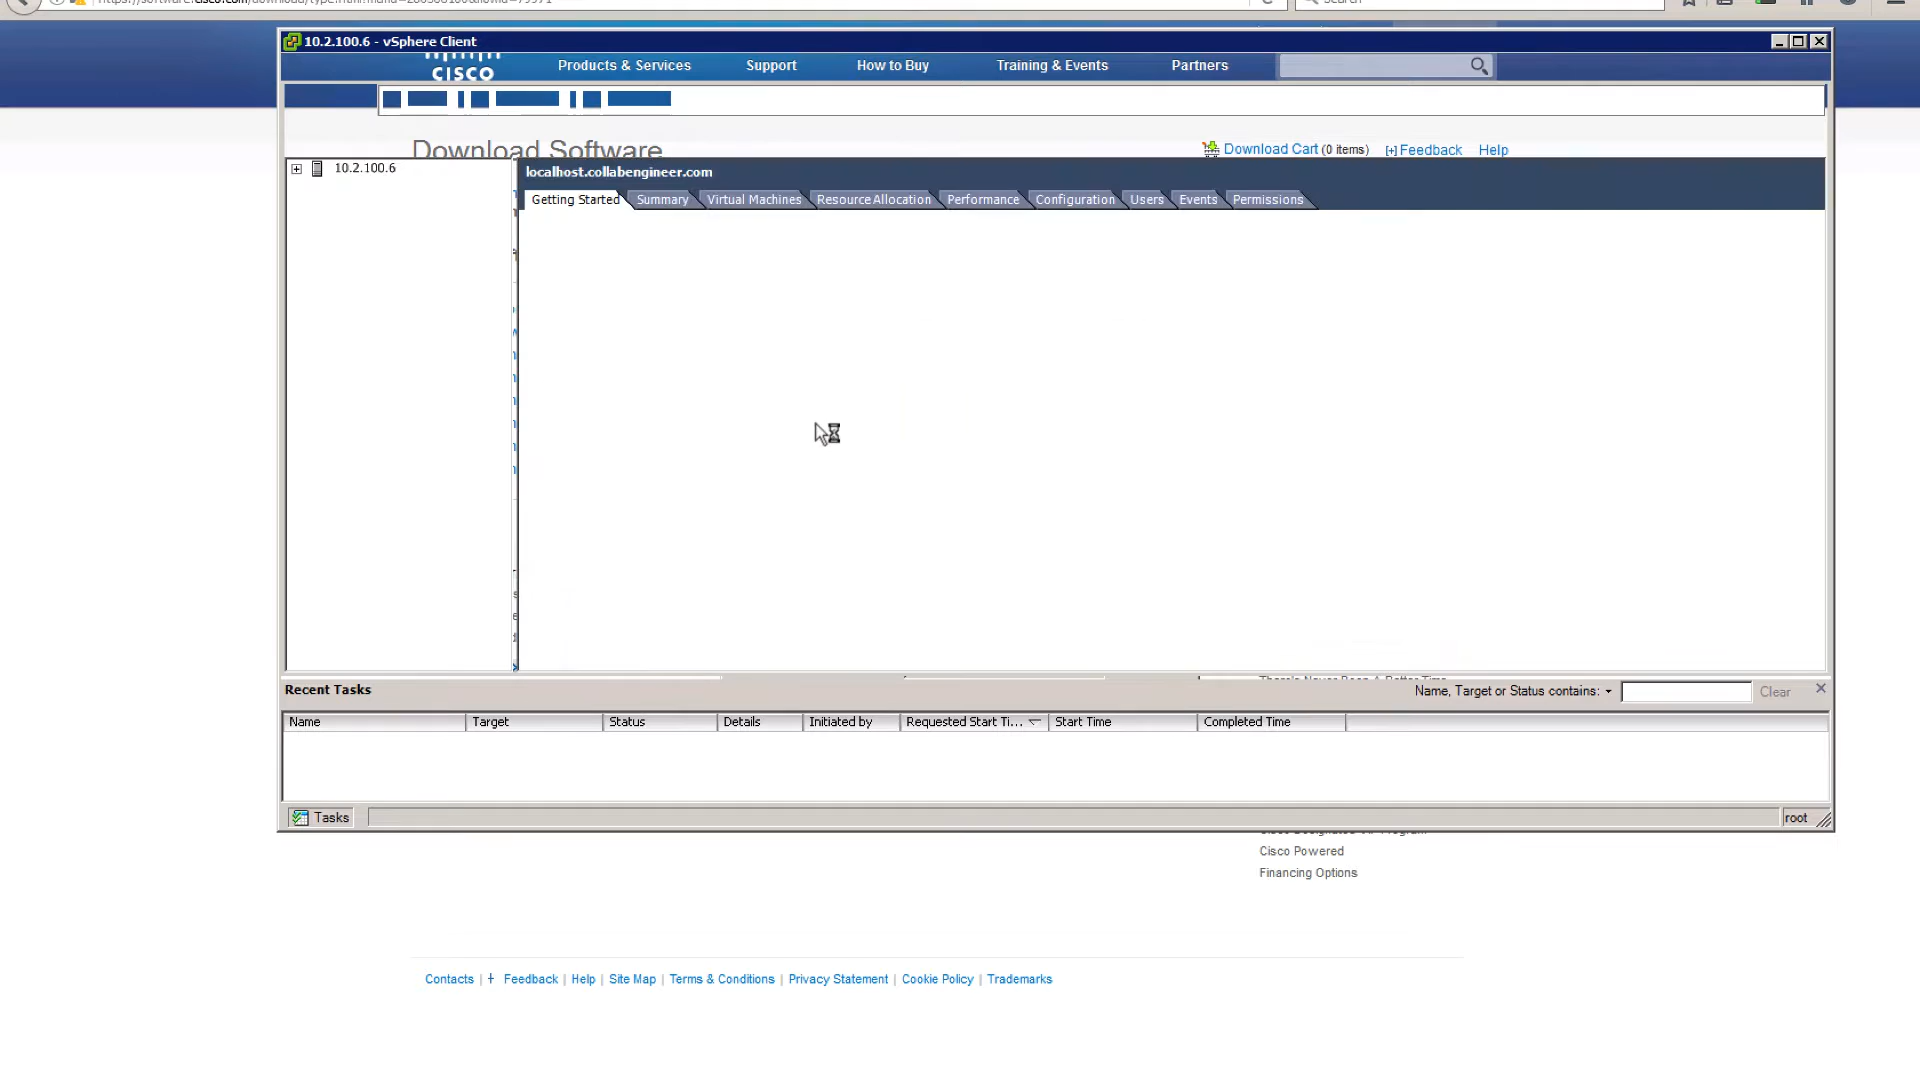 10.2.100.6 - vSphere Client
CISCO Products & Services Support How to Buy Training & Events Partners
Download Software
Download Cart (0 items) [+] Feedback Help
10.2.100.6
localhost.collabengineer.com
Getting Started Summary Virtual Machines Resource Allocation Performance Configuration Users Events Permissions
Recent Tasks
Name, Target or Status contains: Clear
Name Target Status Details Initiated by Requested Start Ti... Start Time Completed Time
Tasks root
Cisco Powered
Financing Options
Contacts | + Feedback | Help | Site Map | Terms & Conditions | Privacy Statement | Cookie Policy | Trademarks